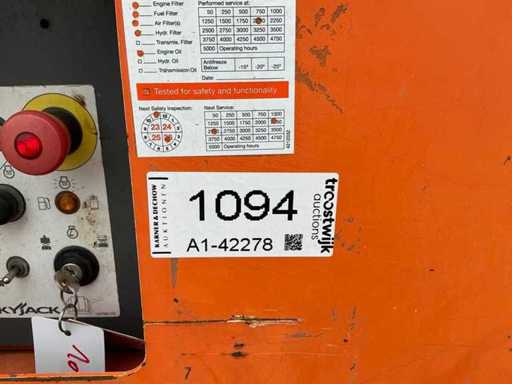 Engine Filter
Fuel Filter
Air Filter(s)
Hydr. Filter
Transmis. Filter
Engine Oil
Hydr. Oil
Transmission Oil
Performed service at:
50 250 500 750 1000
1250 1500 1750 2000 2250
2500 2750 3000 3250 3500
3750 4000 4250 4500 4750
5000 Operating hours
Antifreeze
Below -15° -20° -25°
Date:
Tested for safety and functionality
Next Safety Inspection:
23 24
25 26
Next Service:
50 250 500 750 1000
1250 1500 1750 2000 2250
2500 2750 3000 3250 3500
3750 4000 4250 4500 4750
5000 Operating hours
KARNER & DECHOW
AUKTIONEN
1094
A1-42278
troostwijk
auctions
KYJACK